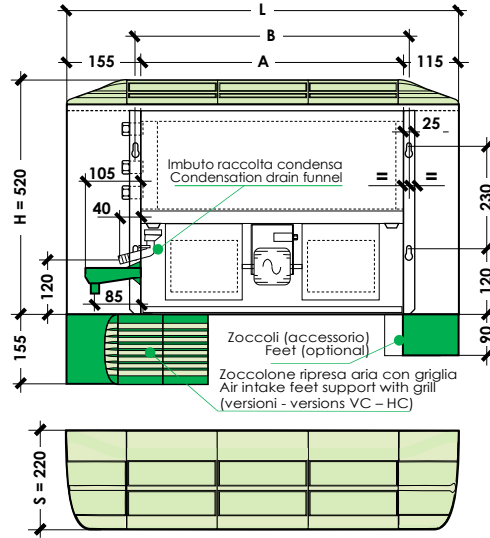 L
B
155
A
115
25
Imbuto raccolta condensa
Condensation drain funnel
105
= =
40
H = 520
230
120
85
120
155
90
Zoccoli (accessorio)
Feet (optional)
Zoccolone ripresa aria con griglia
Air intake feet support with grill
(versioni - versions VC – HC)
S = 220